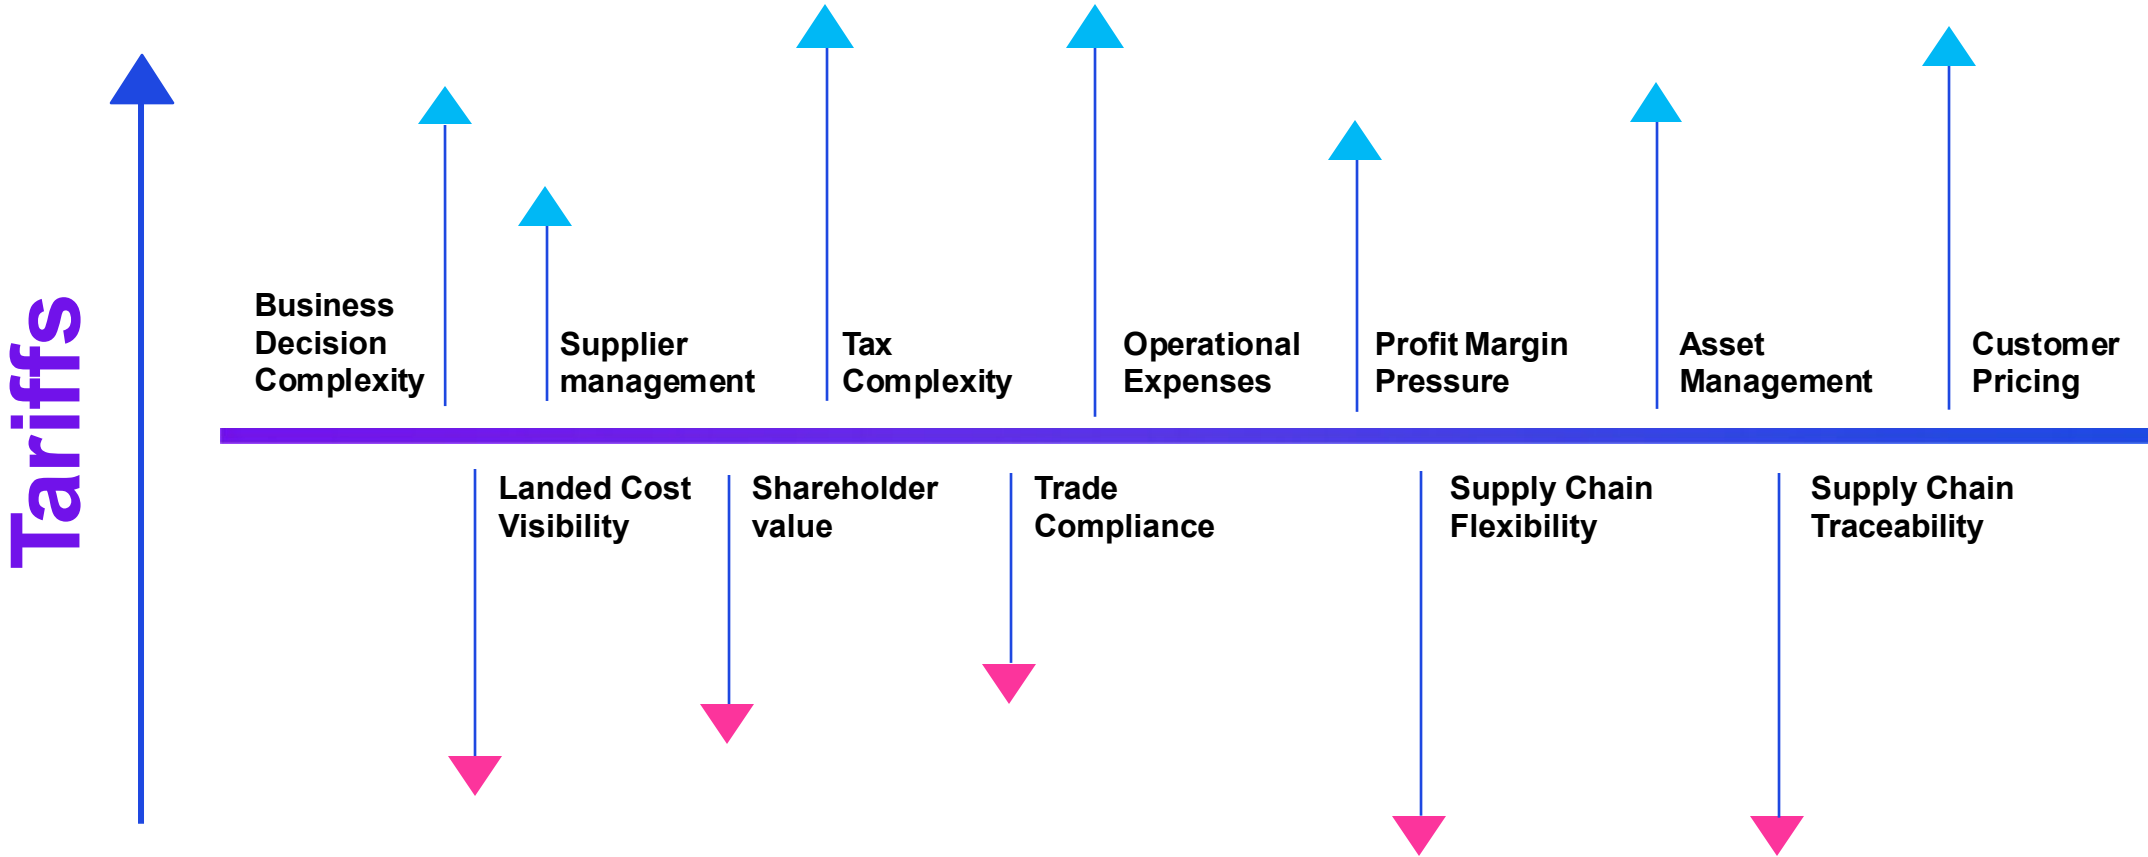 Tariffs
Business
Decision
Complexity
Supplier
management
Tax
Complexity
Operational
Expenses
Profit Margin
Pressure
Asset
Management
Customer
Pricing
Landed Cost
Visibility
Shareholder
value
Trade
Compliance
Supply Chain
Flexibility
Supply Chain
Traceability